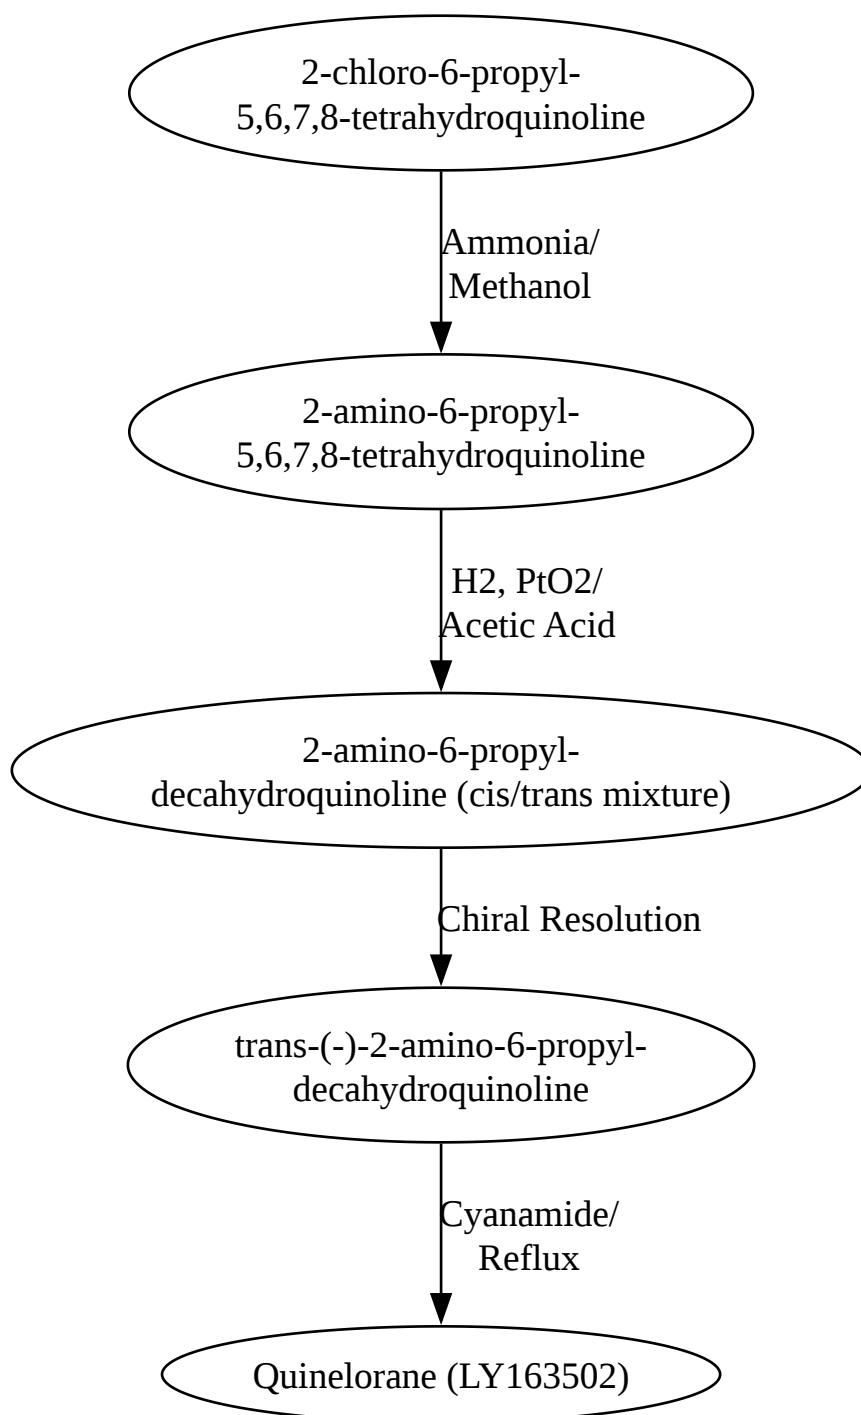 2-chloro-6-propyl-
5,6,7,8-tetrahydroquinoline
Ammonia/
Methanol
2-amino-6-propyl-
5,6,7,8-tetrahydroquinoline
H2, PtO2/
Acetic Acid
2-amino-6-propyl-
decahydroquinoline (cis/trans mixture)
Chiral Resolution
trans-(-)-2-amino-6-propyl-
decahydroquinoline
Cyanamide/
Reflux
Quinelorane (LY163502)